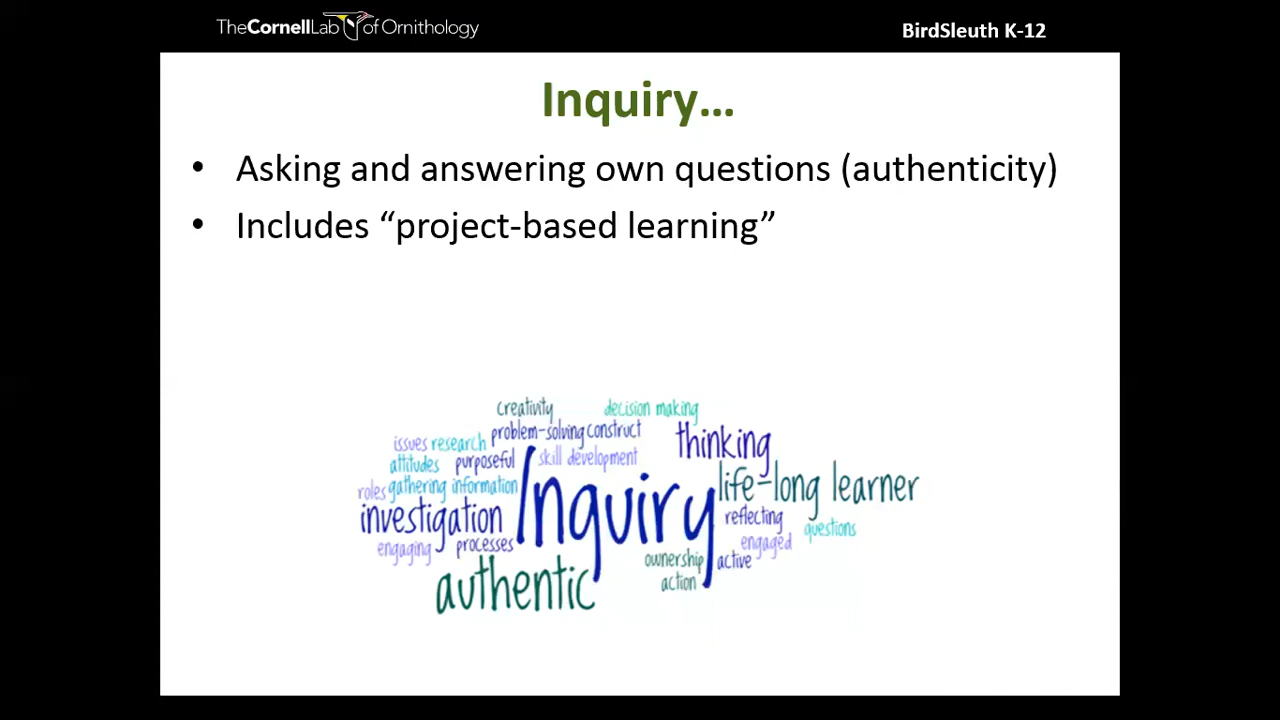 TheCornellLab of Ornithology
BirdSleuth K-12
Inquiry...
• Asking and answering own questions (authenticity)
• Includes “project-based learning”
creativity
decision making
problem-solving
construct
thinking
issues
research
attitudes
purposeful
skill development
roles
gathering information
Inquiry
life-long learner
investigation
reflecting
questions
engaging
processes
engaged
ownership
active
authentic
action